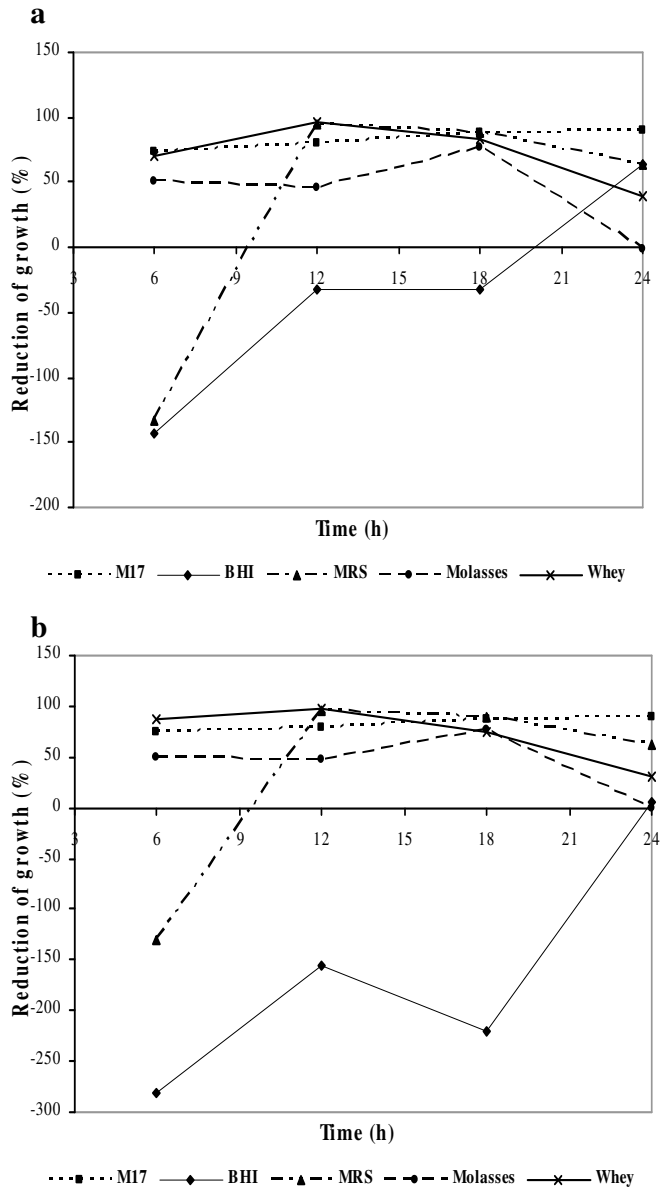 a
150
100
50
0
3 6 9 12 15 18 21 24
-50
-100
-150
-200
Reduction of growth (%)
Time (h)
M17 BHI MRS Molasses Whey
b
150
100
50
0
3 6 9 12 15 18 21 24
-50
-100
-150
-200
-250
-300
Reduction of growth (%)
Time (h)
M17 BHI MRS Molasses Whey